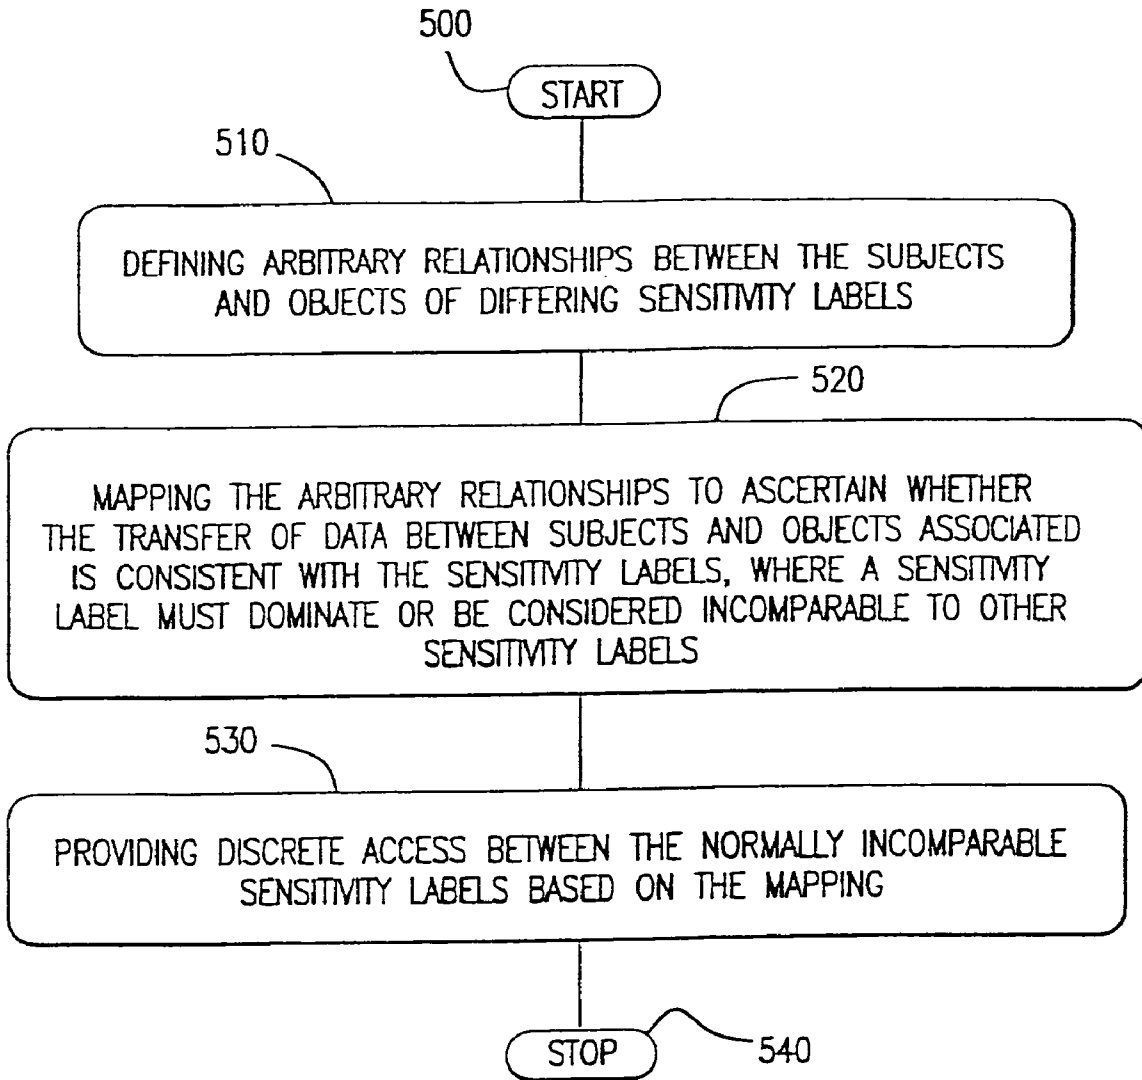 500
START
510
DEFINING ARBITRARY RELATIONSHIPS BETWEEN THE SUBJECTS
AND OBJECTS OF DIFFERING SENSITIVITY LABELS
520
MAPPING THE ARBITRARY RELATIONSHIPS TO ASCERTAIN WHETHER
THE TRANSFER OF DATA BETWEEN SUBJECTS AND OBJECTS ASSOCIATED
IS CONSISTENT WITH THE SENSITIVITY LABELS, WHERE A SENSITIVITY
LABEL MUST DOMINATE OR BE CONSIDERED INCOMPARABLE TO OTHER
SENSITIVITY LABELS
530
PROVIDING DISCRETE ACCESS BETWEEN THE NORMALLY INCOMPARABLE
SENSITIVITY LABELS BASED ON THE MAPPING
STOP
540